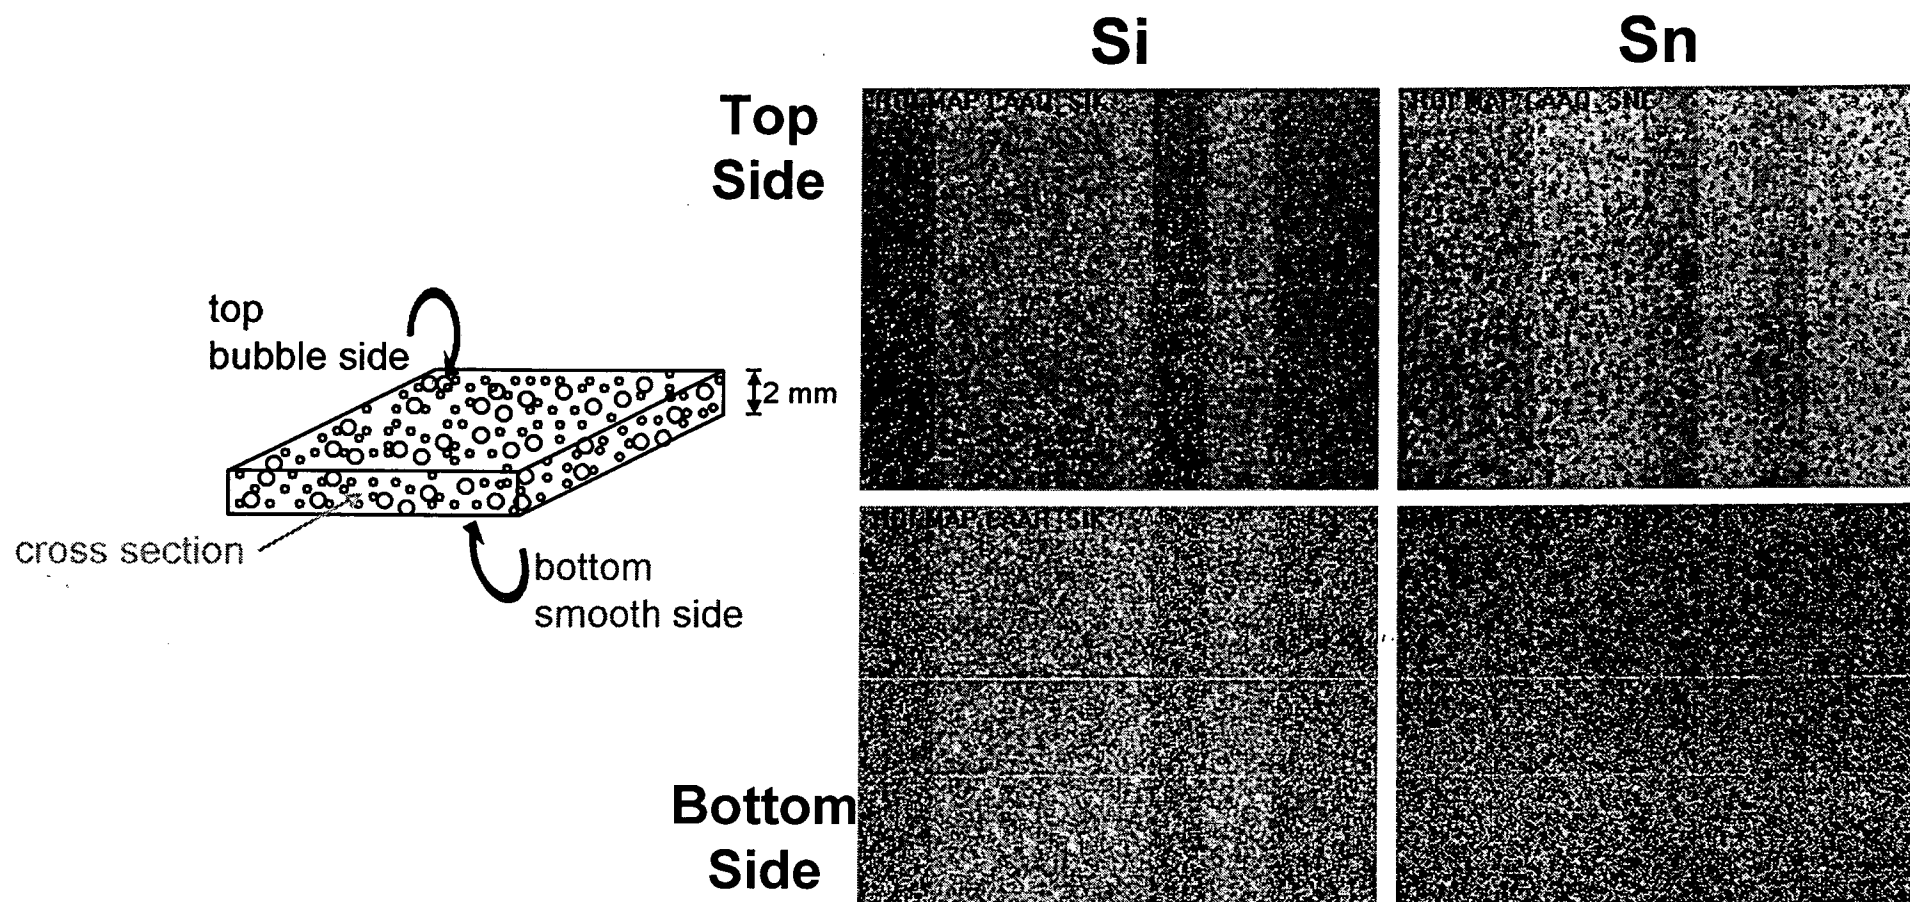 Si
Sn
Top
Side
top
bubble side
2 mm
cross section
bottom
smooth side
Bottom
Side